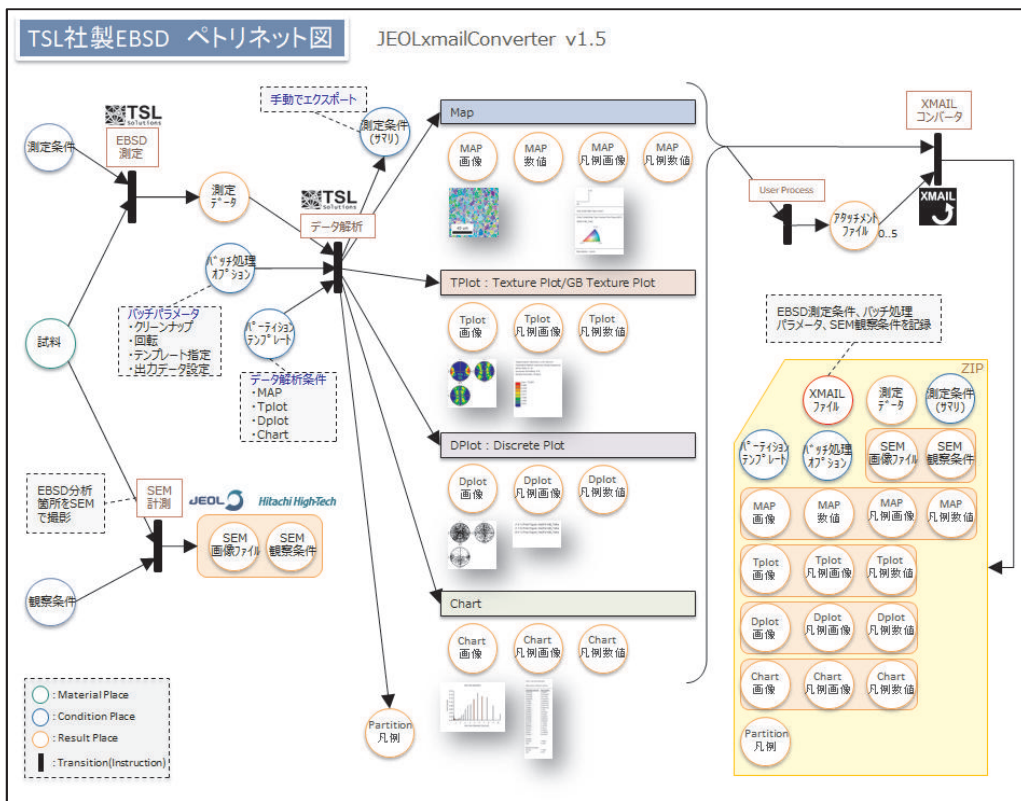 TSL社製EBSD ペトリネット図
JEOLxmailConverter v1.5
手動でエクスポート
測定条件
TSL
Solutions
EBSD
測定
測定
データ
測定条件
(サマリ)
TSL
Solutions
データ解析
バッチ処理
オプション
バッチパラメータ
・クリーンナップ
・回転
・テンプレート指定
・出力データ設定
パーティション
テンプレート
データ解析条件
・MAP
・Tplot
・Dplot
・Chart
試料
EBSD分析
箇所をSEM
で撮影
SEM
計測
JEOL
Hitachi High-Tech
SEM
画像ファイル
SEM
観察条件
観察条件
: Material Place
: Condition Place
: Result Place
: Transition(Instruction)
Partition
凡例
Map
MAP
画像
MAP
数値
MAP
凡例画像
MAP
凡例数値
TPlot : Texture Plot/GB Texture Plot
Tplot
画像
Tplot
凡例画像
Tplot
凡例数値
DPlot : Discrete Plot
Dplot
画像
Dplot
凡例画像
Dplot
凡例数値
Chart
Chart
画像
Chart
凡例画像
Chart
凡例数値
User Process
アタッチメント
ファイル
0..5
XMAIL
コンバータ
XMAIL
EBSD測定条件、バッチ処理
パラメータ、SEM観察条件を記録
ZIP
XMAIL
ファイル
測定
データ
測定条件
(サマリ)
パーティション
テンプレート
バッチ処理
オプション
SEM
画像ファイル
SEM
観察条件
MAP
画像
MAP
数値
MAP
凡例画像
MAP
凡例数値
Tplot
画像
Tplot
凡例画像
Tplot
凡例数値
Dplot
画像
Dplot
凡例画像
Dplot
凡例数値
Chart
画像
Chart
凡例画像
Chart
凡例数値
Partition
凡例